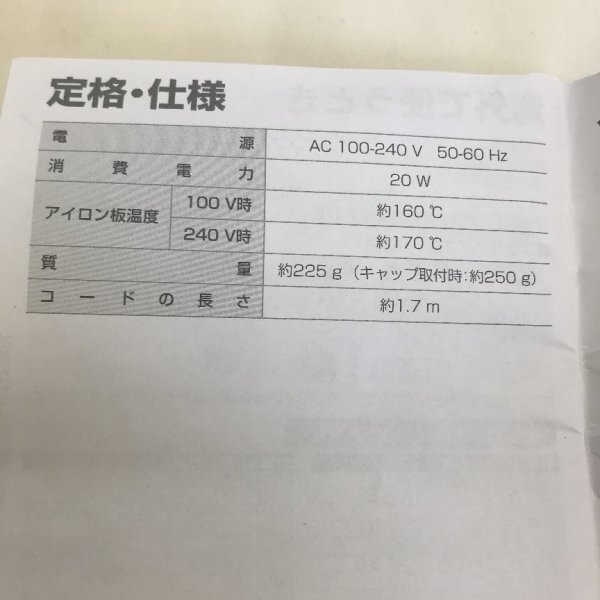 定格・仕様
電源 AC 100-240 V 50-60 Hz
消費電力 20 W
アイロン板温度 100 V時 約160 ℃
240 V時 約170 ℃
質量 約225 g（キャップ取付時：約250 g）
コードの長さ 約1.7 m